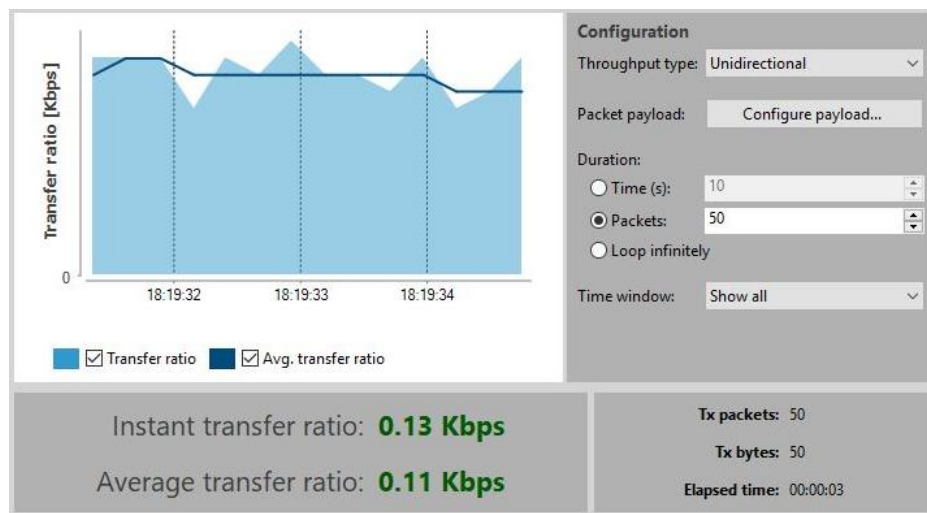 Transfer ratio [Kbps]
0
18:19:32 18:19:33 18:19:34
Transfer ratio Avg. transfer ratio
Configuration
Throughput type: Unidirectional
Packet payload: Configure payload...
Duration:
Time (s): 10
Packets: 50
Loop infinitely
Time window: Show all
Instant transfer ratio: 0.13 Kbps
Average transfer ratio: 0.11 Kbps
Tx packets: 50
Tx bytes: 50
Elapsed time: 00:00:03